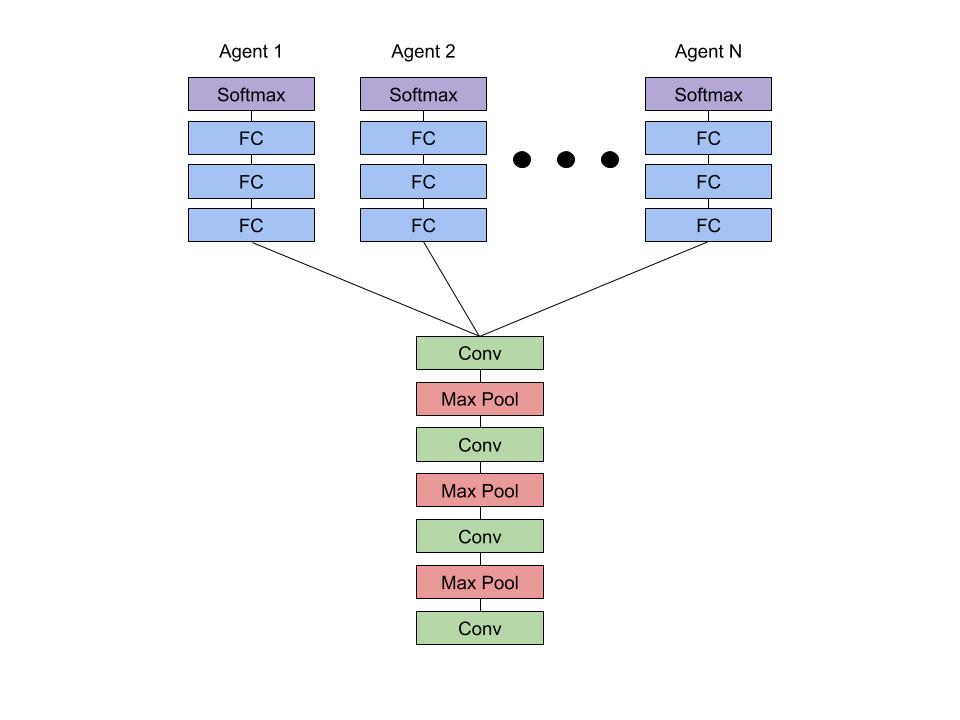 Agent 1 Agent 2 Agent N
Softmax Softmax Softmax
FC FC FC
FC FC FC
FC FC FC
Conv
Max Pool
Conv
Max Pool
Conv
Max Pool
Conv